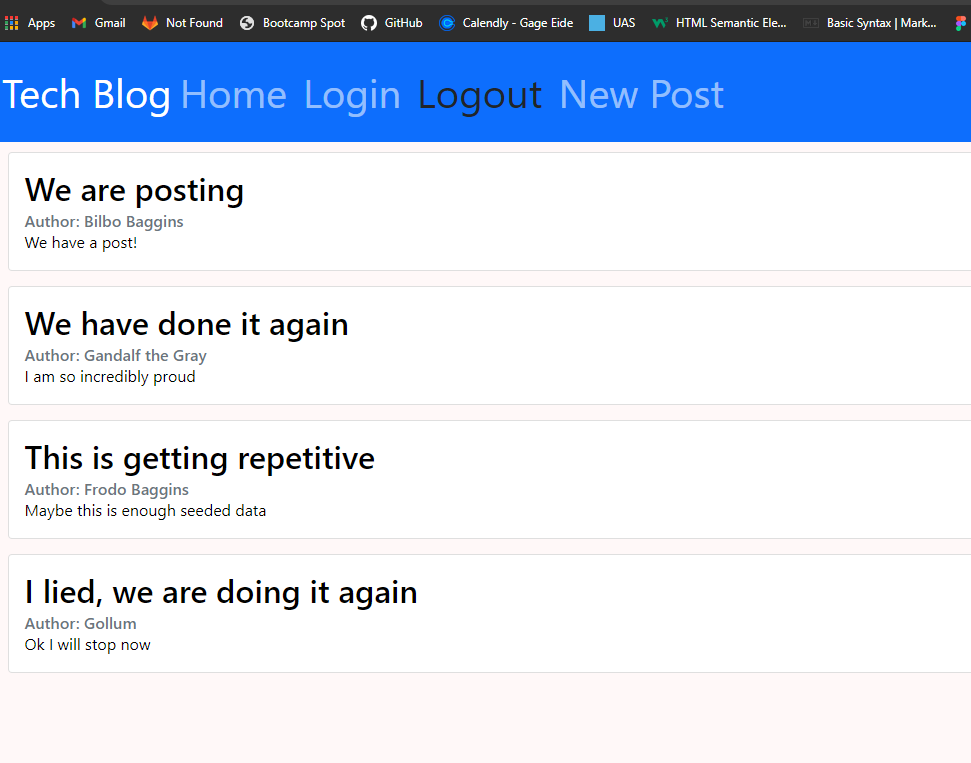 Apps Gmail Not Found Bootcamp Spot GitHub Calendly - Gage Eide UAS HTML Semantic Ele... Basic Syntax | Mark...
Tech Blog Home Login Logout New Post
We are posting
Author: Bilbo Baggins
We have a post!
We have done it again
Author: Gandalf the Gray
I am so incredibly proud
This is getting repetitive
Author: Frodo Baggins
Maybe this is enough seeded data
I lied, we are doing it again
Author: Gollum
Ok I will stop now